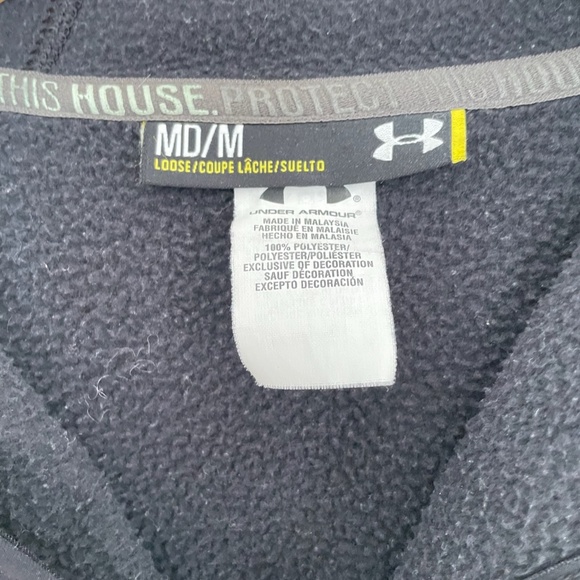 THIS HOUSE. PROTECT THIS HOU
MD/M
LOOSE/COUPE LÂCHE/SUELTO
UNDER ARMOUR®
MADE IN MALAYSIA
FABRIQUÉ EN MALAISIE
HECHO EN MALASIA
100% POLYESTER/
POLYESTER/POLIÉSTER
EXCLUSIVE OF DECORATION
SAUF DÉCORATION
EXCEPTO DECORACIÓN